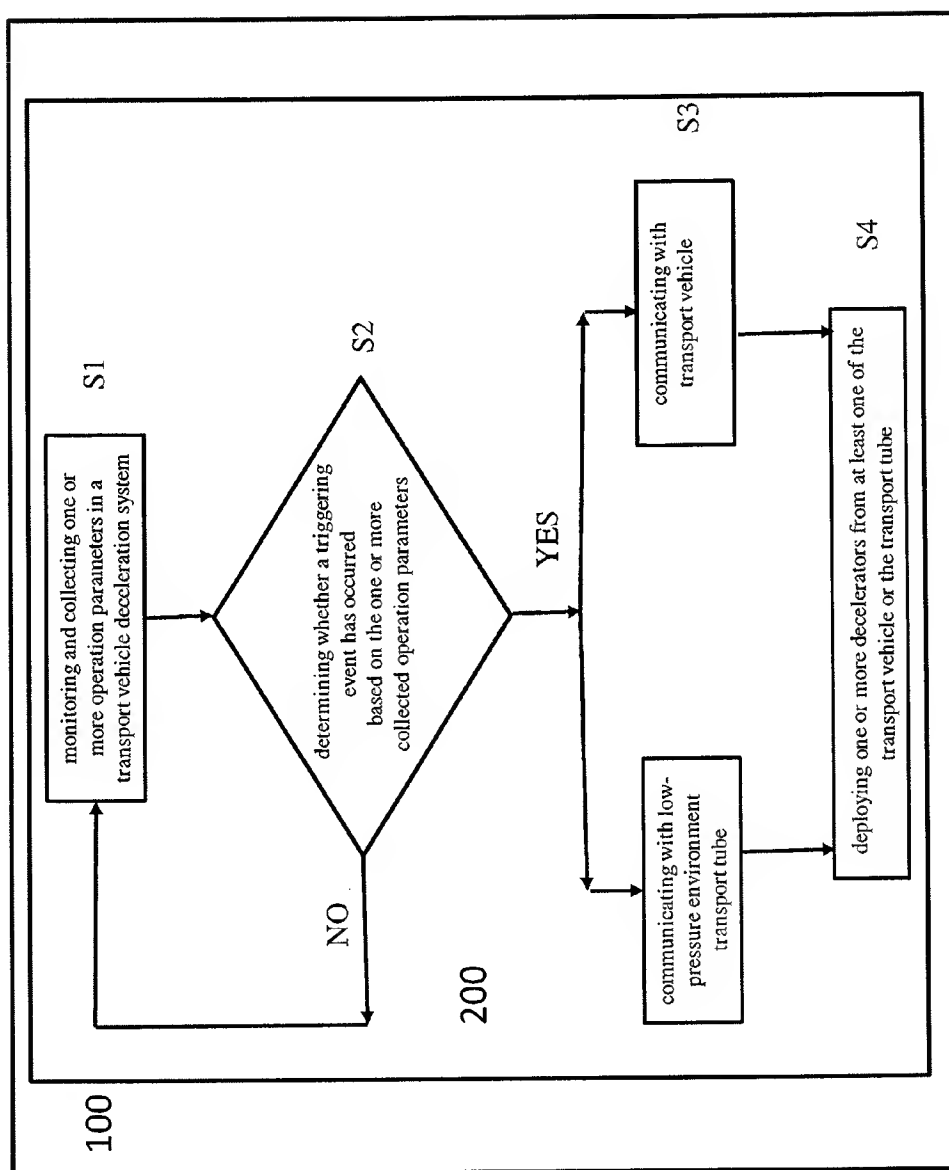 100
monitoring and collecting one or
more operation parameters in a
transport vehicle deceleration system
S1
determining whether a triggering
event has occurred
based on the one or more
collected operation parameters
S2
NO
YES
200
communicating with low-
pressure environment
transport tube
communicating with
transport vehicle
S3
deploying one or more decelerators from at least one of the
transport vehicle or the transport tube
S4